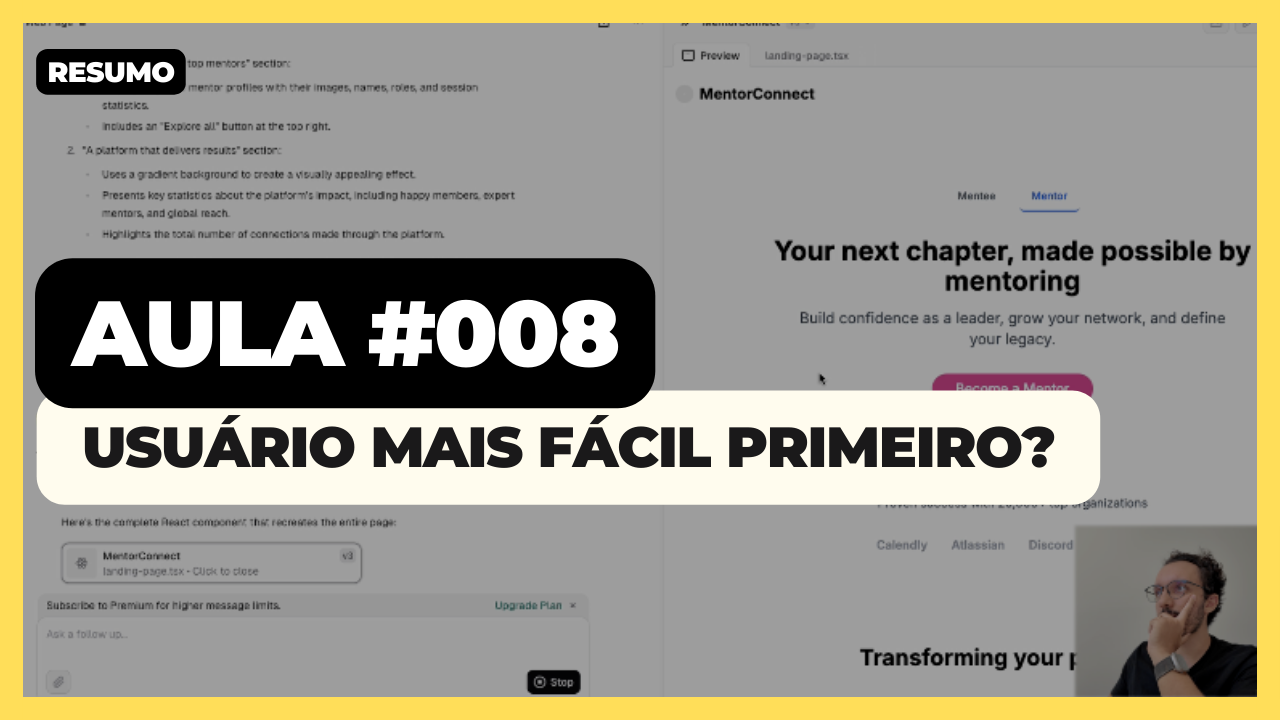 RESUMO
top mentors" section:
mentor profiles with their images, names, roles, and session
statistics.
- Includes an "Explore all" button at the top right.
2. "A platform that delivers results" section:
- Uses a gradient background to create a visually appealing effect.
- Presents key statistics about the platform's impact, including happy members, expert
mentors, and global reach.
- Highlights the total number of connections made through the platform.
AULA #008
USUÁRIO MAIS FÁCIL PRIMEIRO?
Here's the complete React component that recreates the entire page:
MentorConnect
v3
landing-page.tsx - Click to close
Subscribe to Premium for higher message limits.
Upgrade Plan ×
Ask a follow up...
Stop
Preview
landing-page.tsx
MentorConnect
Mentee
Mentor
Your next chapter, made possible by
mentoring
Build confidence as a leader, grow your network, and define
your legacy.
Become a Mentor
organizations
Calendly
Atlassian
Discord
Transforming your